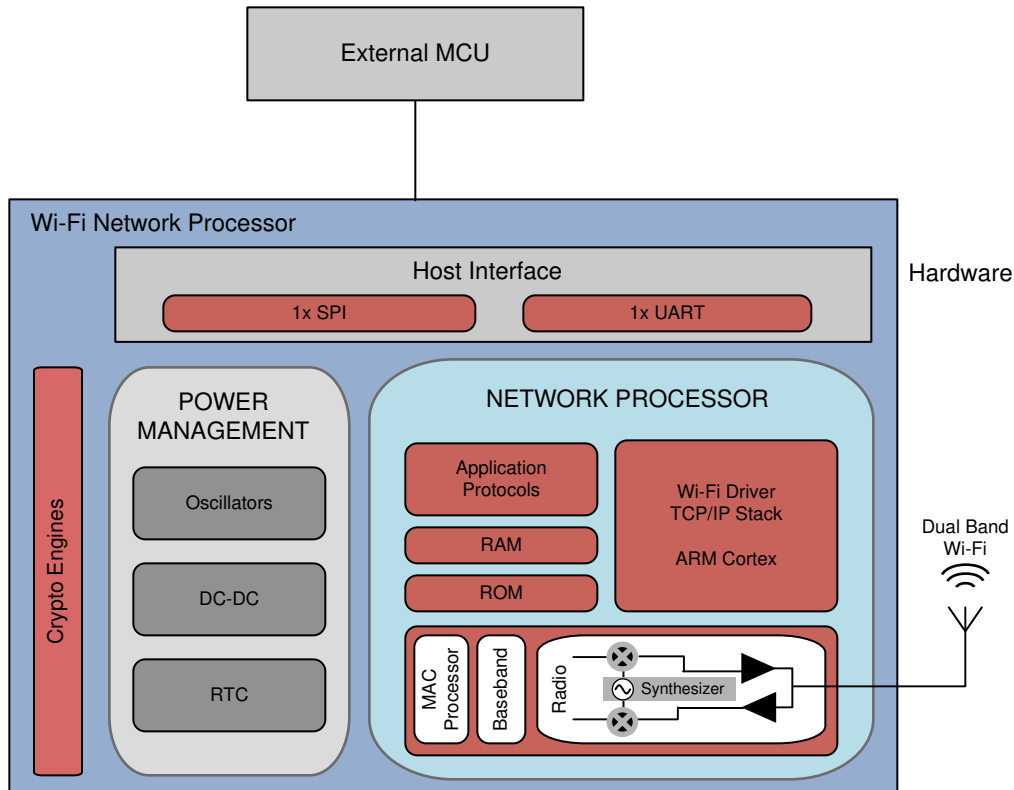 External MCU
Wi-Fi Network Processor
Host Interface
Hardware
1x SPI
1x UART
Crypto Engines
POWER
MANAGEMENT
Oscillators
DC-DC
RTC
NETWORK PROCESSOR
Application
Protocols
RAM
ROM
Wi-Fi Driver
TCP/IP Stack
ARM Cortex
MAC
Processor
Baseband
Radio
Synthesizer
Dual Band
Wi-Fi